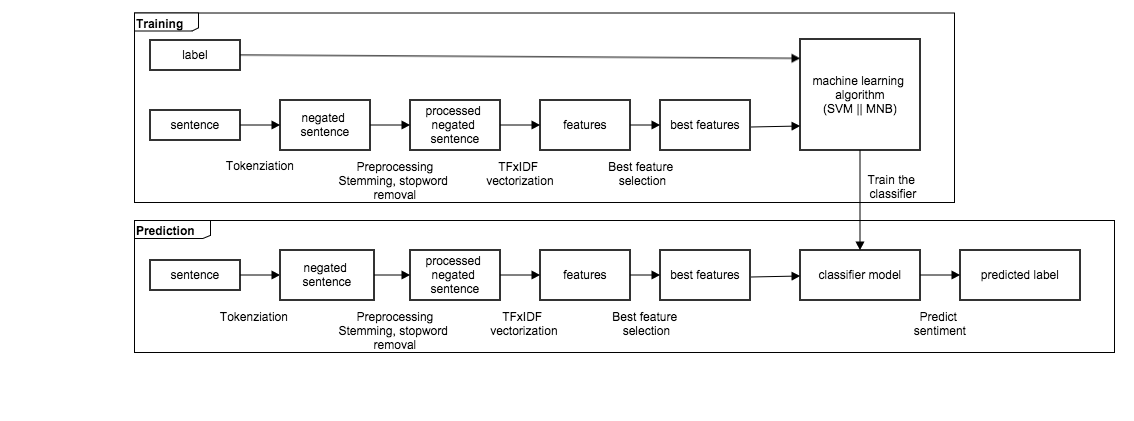 Training
label
machine learning
algorithm
(SVM || MNB)
sentence
negated
sentence
processed
negated
sentence
features
best features
Tokenziation
Preprocessing
Stemming, stopword
removal
TFxIDF
vectorization
Best feature
selection
Train the
classifier
Prediction
sentence
negated
sentence
processed
negated
sentence
features
best features
classifier model
predicted label
Tokenziation
Preprocessing
Stemming, stopword
removal
TFxIDF
vectorization
Best feature
selection
Predict
sentiment